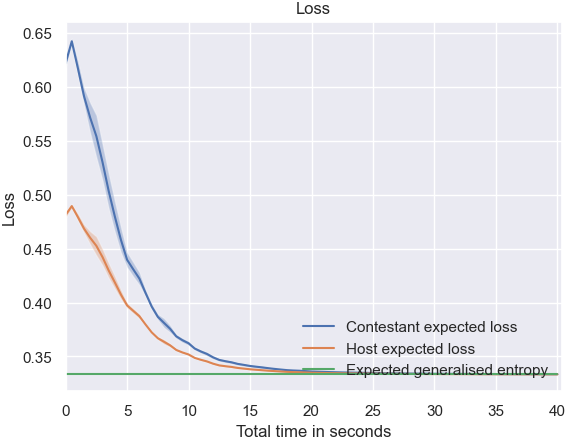 Loss
0.65
0.60
0.55
0.50
0.45
0.40
0.35
Loss
Contestant expected loss
Host expected loss
Expected generalised entropy
0 5 10 15 20 25 30 35 40
Total time in seconds